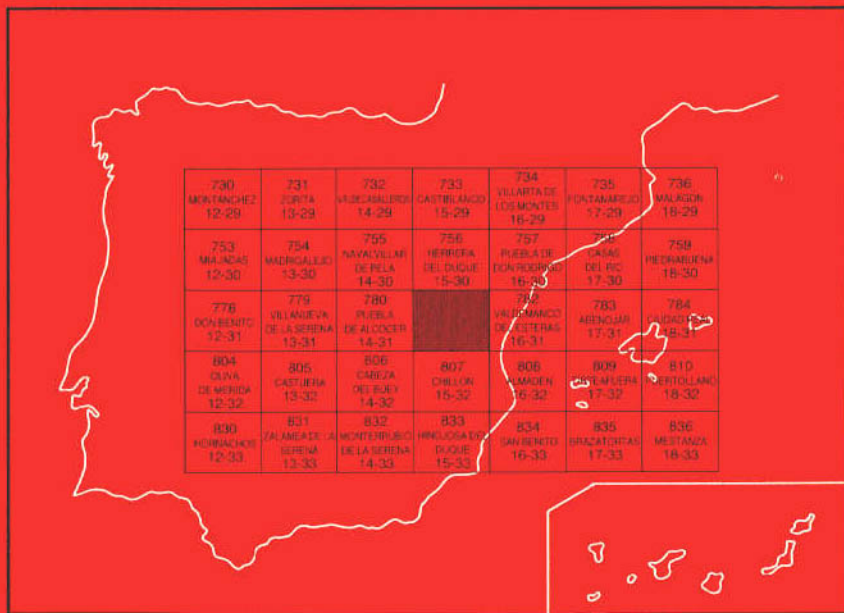 730
MONTANCHEZ
12-29
731
ZORITA
13-29
732
VALDECABALLEROS
14-29
733
CASTILBLANCO
15-29
734
VILLARTA DE
LOS MONTES
16-29
735
FONTANAREJO
17-29
736
MALAGON
18-29
753
MIAJADAS
12-30
754
MADRIGALEJO
13-30
755
NAVALVILLAR
DE PELA
14-30
756
HERRERA
DEL DUQUE
15-30
757
PUEBLA DE
DON RODRIGO
16-30
758
CASAS
DEL RIO
17-30
759
PIEDRABUENA
18-30
778
DON BENITO
12-31
779
VILLANUEVA
DE LA SERENA
13-31
780
PUEBLA
DE ALCOCER
14-31
782
VALDEMANCO
DE ESTERAS
16-31
783
ABENOJAR
17-31
784
CIUDAD REAL
18-31
804
OLIVA
DE MERIDA
12-32
805
CASTUERA
13-32
806
CABEZA
DEL BUEY
14-32
807
CHILLON
15-32
808
ALMADEN
16-32
809
TIRTEAFUERA
17-32
810
PUERTOLLANO
18-32
830
HORNACHOS
12-33
831
ZALAMEA DE LA
SERENA
13-33
832
MONTERRUBIO
DE LA SERENA
14-33
833
HINOJOSA DEL
DUQUE
15-33
834
SAN BENITO
16-33
835
BRAZATORTAS
17-33
836
MESTANZA
18-33